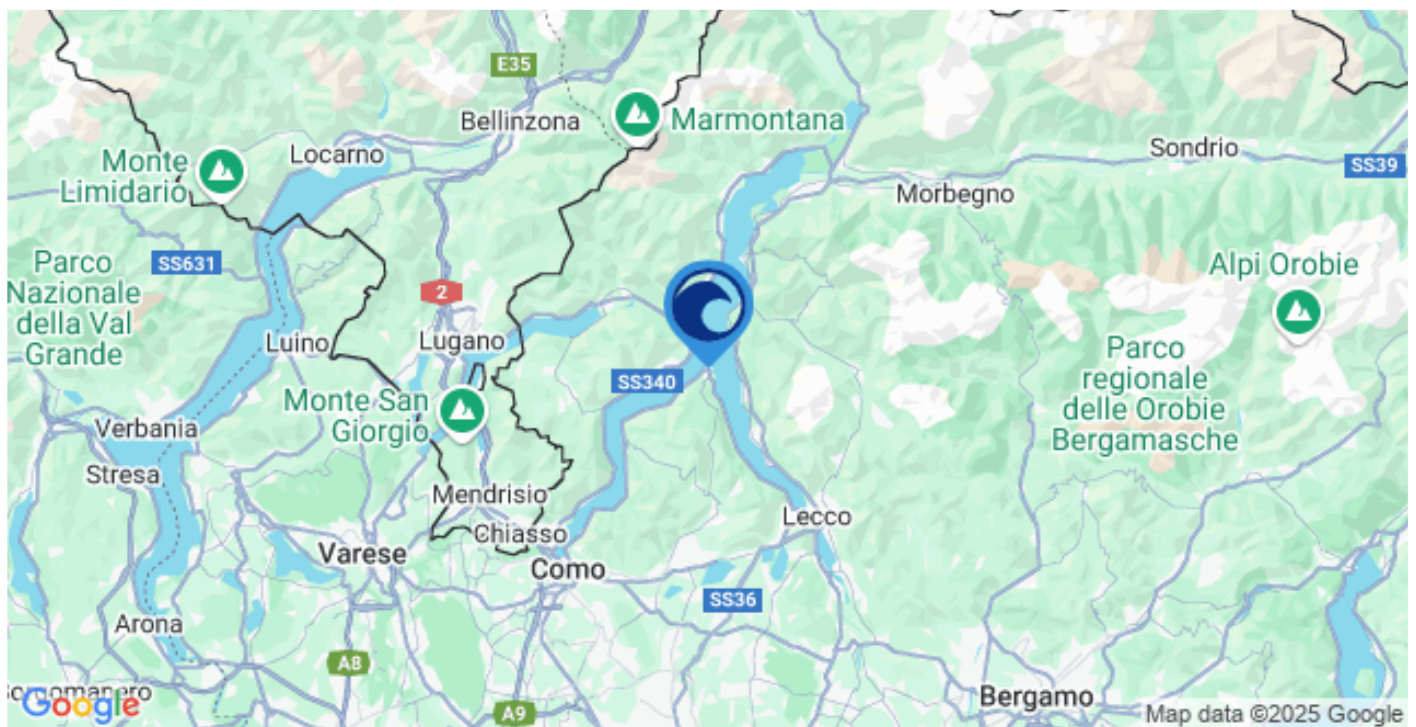 E35
Bellinzona
Marmontana
Locarno
Monte
Limidario
Sondrio
SS39
Morbegno
SS631
Parco
Nazionale
della Val
Grande
Alpi Orobie
2
Luino
Lugano
SS340
Parco
regionale
delle Orobie
Bergamasche
Monte San
Giorgio
Verbania
Stresa
Mendrisio
Lecco
Chiasso
Varese
Como
SS36
Arona
A8
Bergamo
Google
A9
Map data ©2025 Google